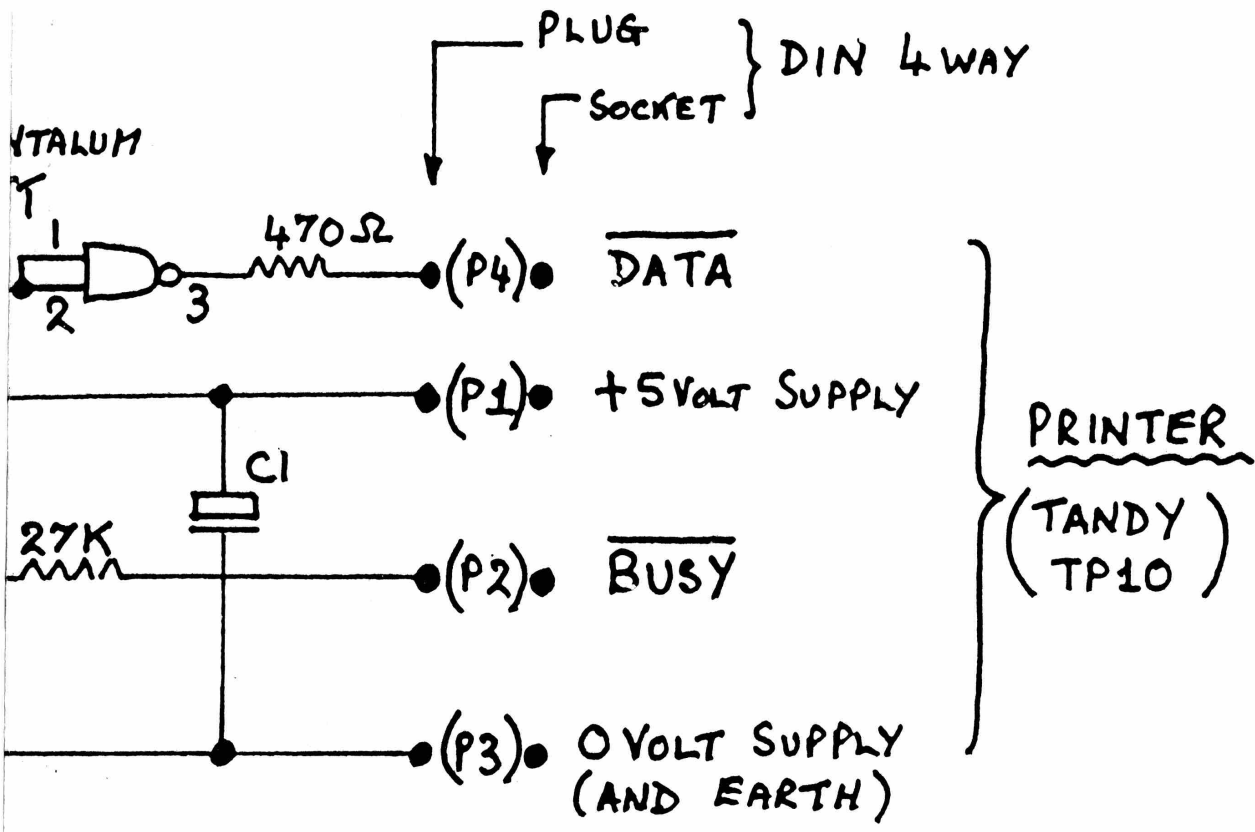 PLUG
SOCKET
DIN 4 WAY
1
2
3
470Ω
(P4) DATA
(P1) +5 VOLT SUPPLY
C1
27K
(P2) BUSY
(P3) 0 VOLT SUPPLY
(AND EARTH)
PRINTER
(TANDY
TP10)